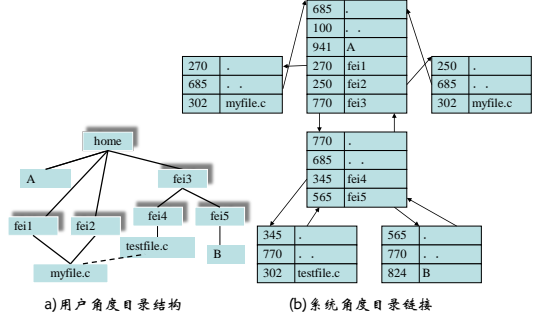 685 .
100 . .
941 A
270 fei1
250 fei2
770 fei3
270 .
685 . .
302 myfile.c
250 .
685 . .
302 myfile.c
770 .
685 . .
345 fei4
565 fei5
345 .
770 . .
302 testfile.c
565 .
770 . .
824 B
home
A
fei3
fei1
fei2
fei4
fei5
testfile.c
B
myfile.c
a)用户角度目录结构
(b)系统角度目录链接